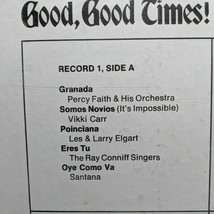 Good, Good Times!
RECORD 1, SIDE A
Granada
Percy Faith & His Orchestra
Somos Novios (It's Impossible)
Vikki Carr
Poinciana
Les & Larry Elgart
Eres Tu
The Ray Conniff Singers
Oye Como Va
Santana